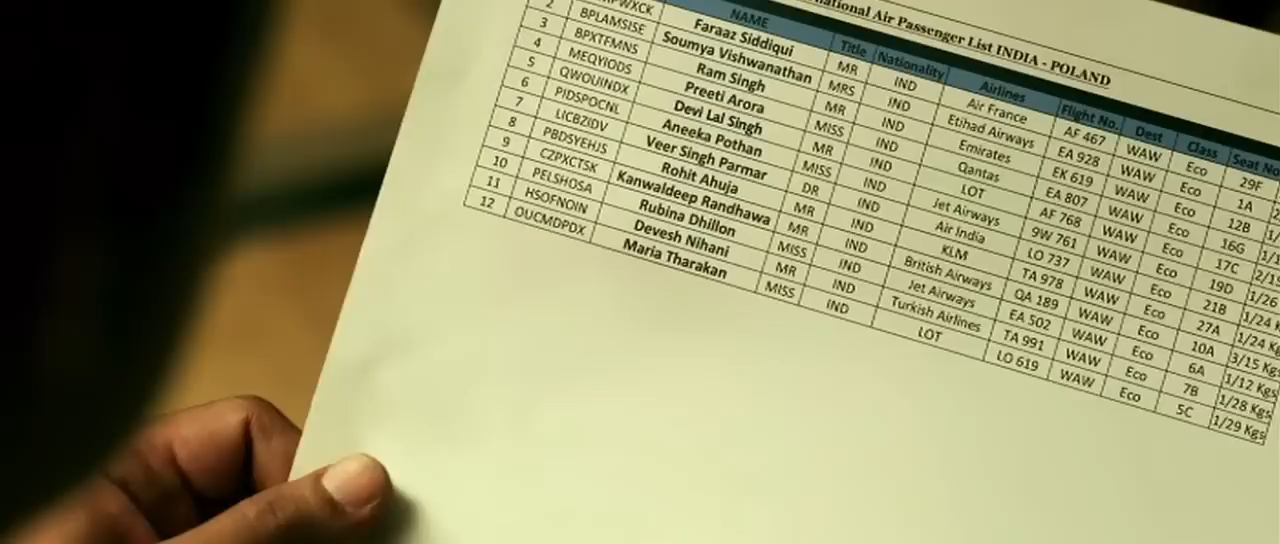 Air Passenger List INDIA - POLAND
NAME Title Nationality Airlines Flight No. Dest Class Seat No
Faraaz Siddiqui MR IND Air France AF 467 WAW Eco 29F
2 BPLAMSISE Soumya Vishwanathan MRS IND Etihad Airways EA 928 WAW Eco 1A
3 BPXTFMNS Ram Singh MR IND Emirates EK 619 WAW Eco 12B
4 MEQYIODS Preeti Arora MISS IND Qantas EA 807 WAW Eco 16G
5 QWOUINDX Devi Lal Singh MR IND LOT AF 768 WAW Eco 17C
6 PIDSPOCNL Aneeka Pothan MISS IND Jet Airways 9W 761 WAW Eco 19D 1/26
7 LICBZIDV Veer Singh Parmar DR IND Air India LO 737 WAW Eco 21B 1/24
8 PBDSYEHJS Rohit Ahuja MR IND KLM TA 978 WAW Eco 27A 1/24 Kgs
9 CZPXCTSK Kanwaldeep Randhawa MR IND British Airways QA 189 WAW Eco 10A 3/15 Kgs
10 PELSHOSA Rubina Dhillon MISS IND Jet Airways EA 502 WAW Eco 6A 1/12 Kgs
11 HSOFNOIN Devesh Nihani MR IND Turkish Airlines TA 991 WAW Eco 7B 1/28 Kgs
12 OUCMDPDX Maria Tharakan MISS IND LOT LO 619 WAW Eco 5C 1/29 Kgs